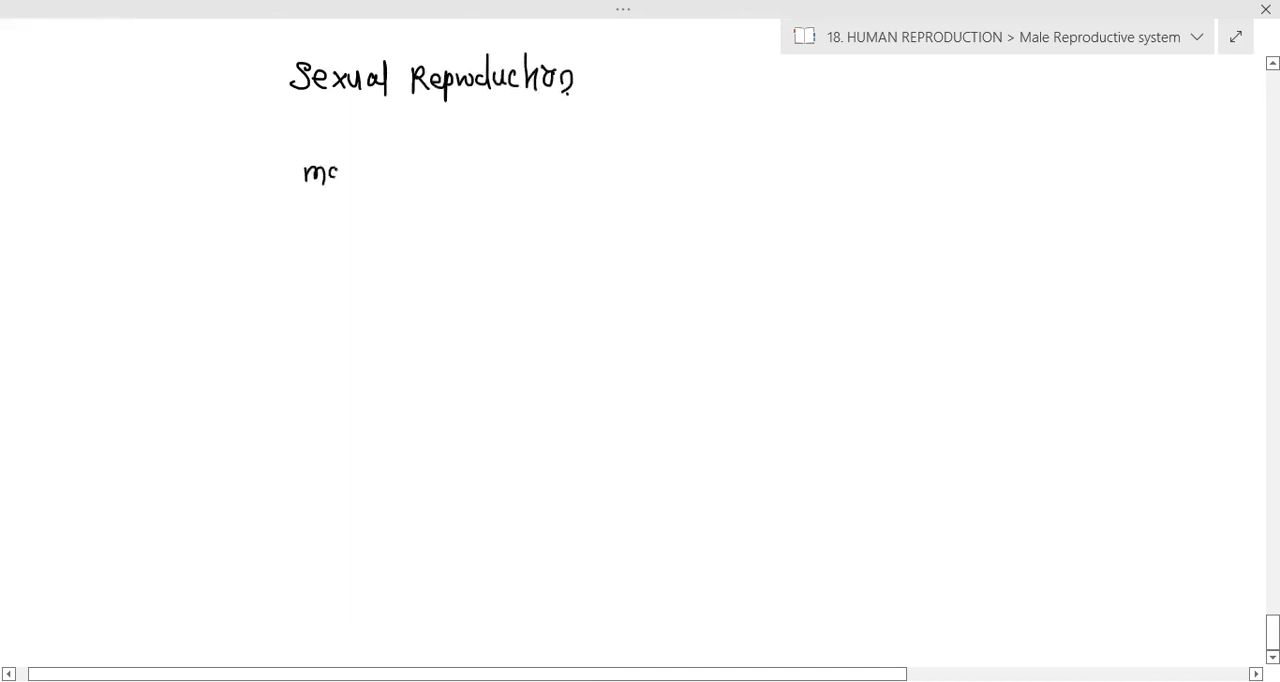 18. HUMAN REPRODUCTION > Male Reproductive system
Sexual Reproduction